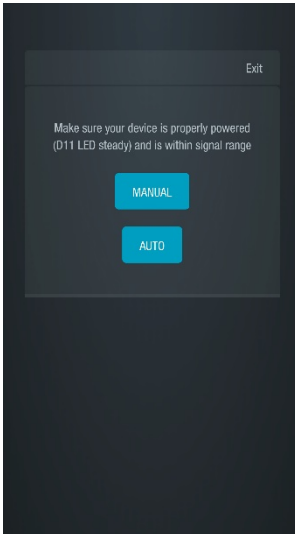 Exit
Make sure your device is properly powered
(D11 LED steady) and is within signal range
MANUAL
AUTO